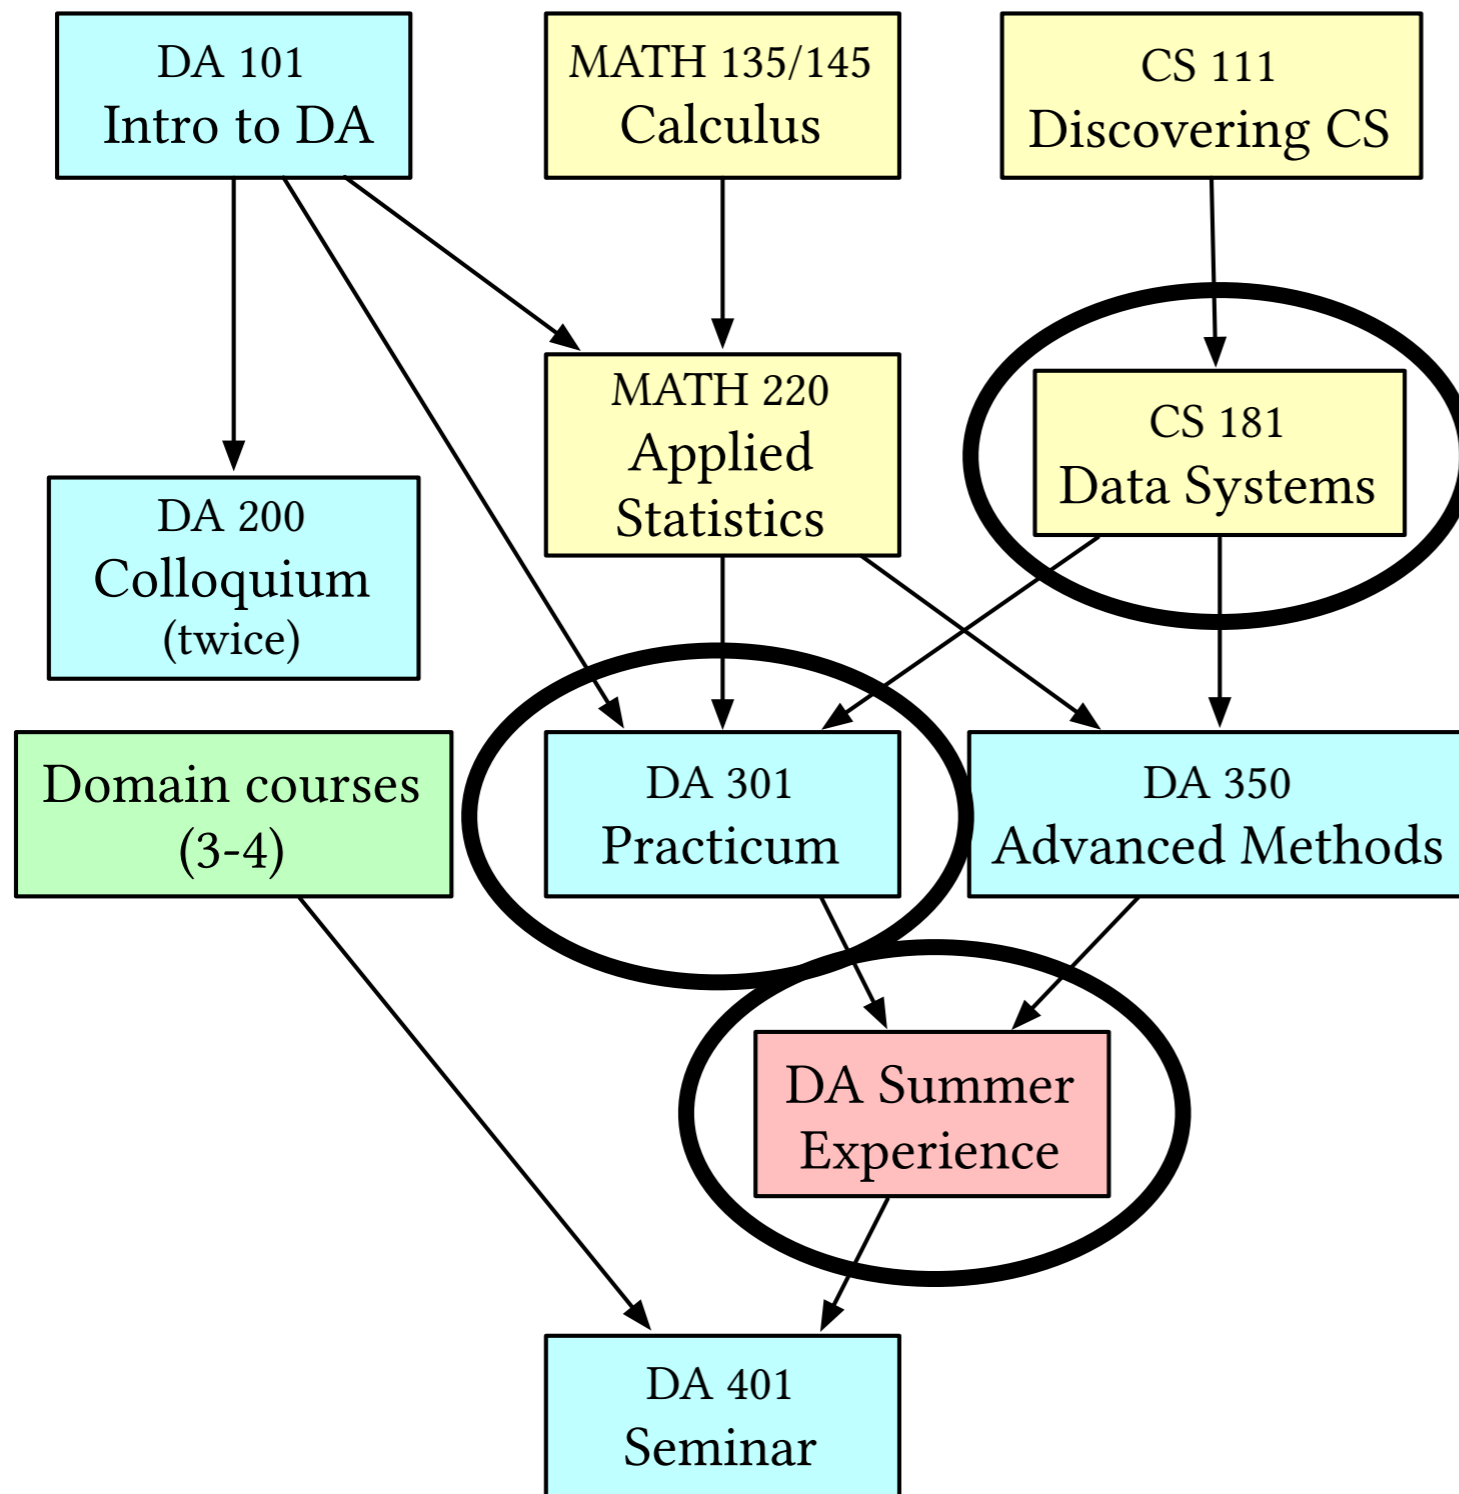 DA 101
Intro to DA
MATH 135/145
Calculus
CS 111
Discovering CS
MATH 220
Applied
Statistics
CS 181
Data Systems
DA 200
Colloquium
(twice)
Domain courses
(3-4)
DA 301
Practicum
DA 350
Advanced Methods
DA Summer
Experience
DA 401
Seminar